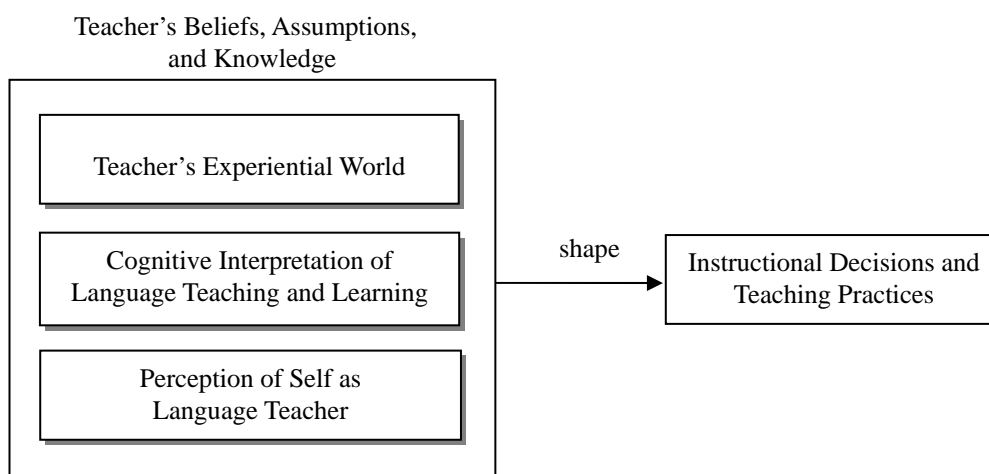 Teacher’s Beliefs, Assumptions,
and Knowledge
Teacher’s Experiential World
Cognitive Interpretation of
Language Teaching and Learning
Perception of Self as
Language Teacher
shape
Instructional Decisions and
Teaching Practices